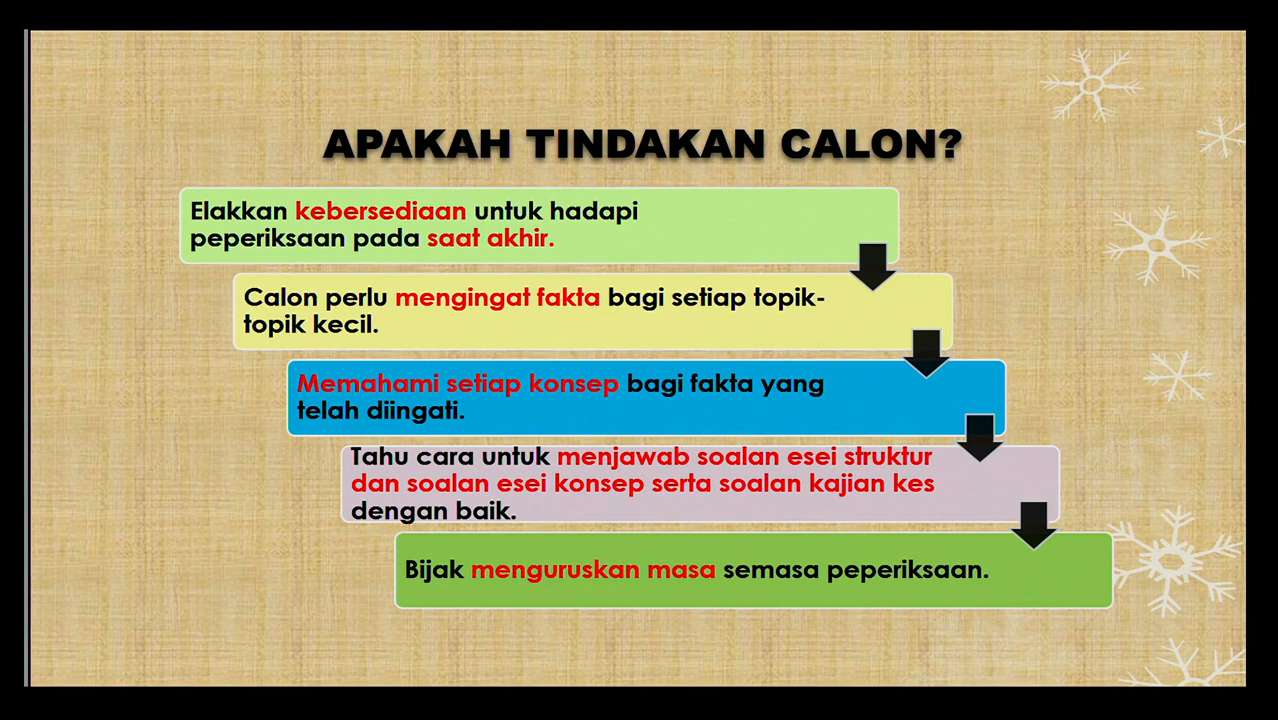 APAKAH TINDAKAN CALON?
Elakkan kebersediaan untuk hadapi
peperiksaan pada saat akhir.
Calon perlu mengingat fakta bagi setiap topik-
topik kecil.
Memahami setiap konsep bagi fakta yang
telah diingati.
Tahu cara untuk menjawab soalan esei struktur
dan soalan esei konsep serta soalan kajian kes
dengan baik.
Bijak menguruskan masa semasa peperiksaan.